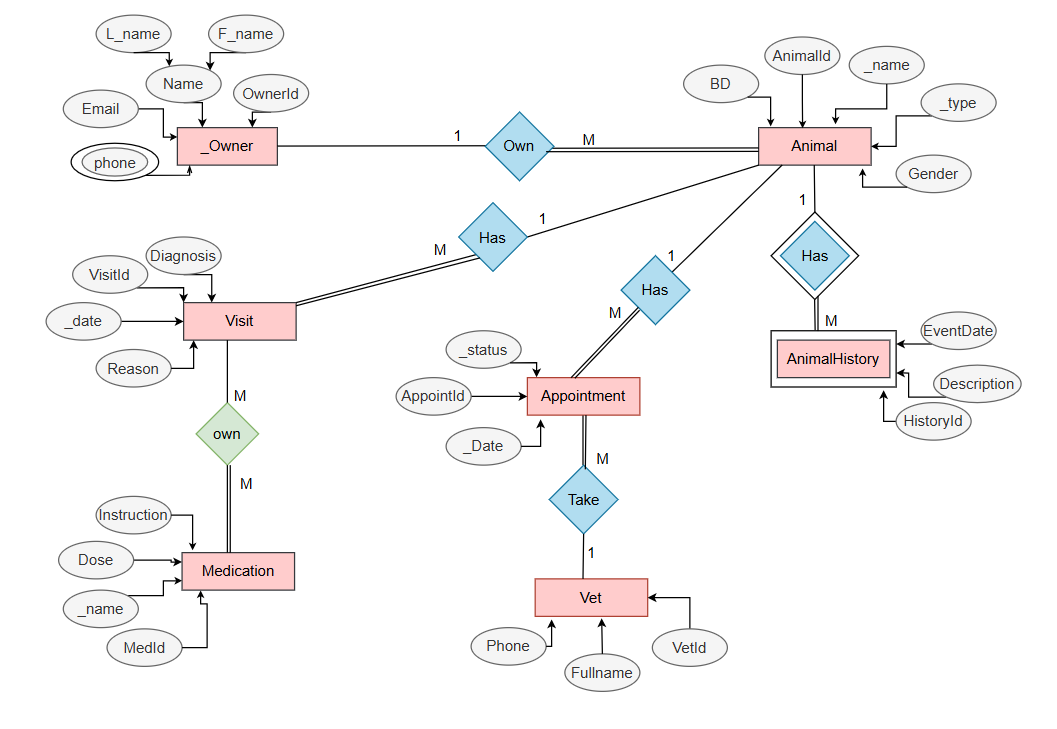 L_name
F_name
Name
OwnerId
Email
_Owner
phone
1
Own
M
AnimalId
BD
_name
_type
Animal
Gender
Has
1
M
Has
1
M
1
Has
M
Diagnosis
VisitId
_date
Visit
Reason
M
own
M
_status
AppointId
Appointment
_Date
M
Take
1
EventDate
AnimalHistory
Description
HistoryId
Instruction
Dose
Medication
_name
MedId
Vet
Phone
Fullname
VetId